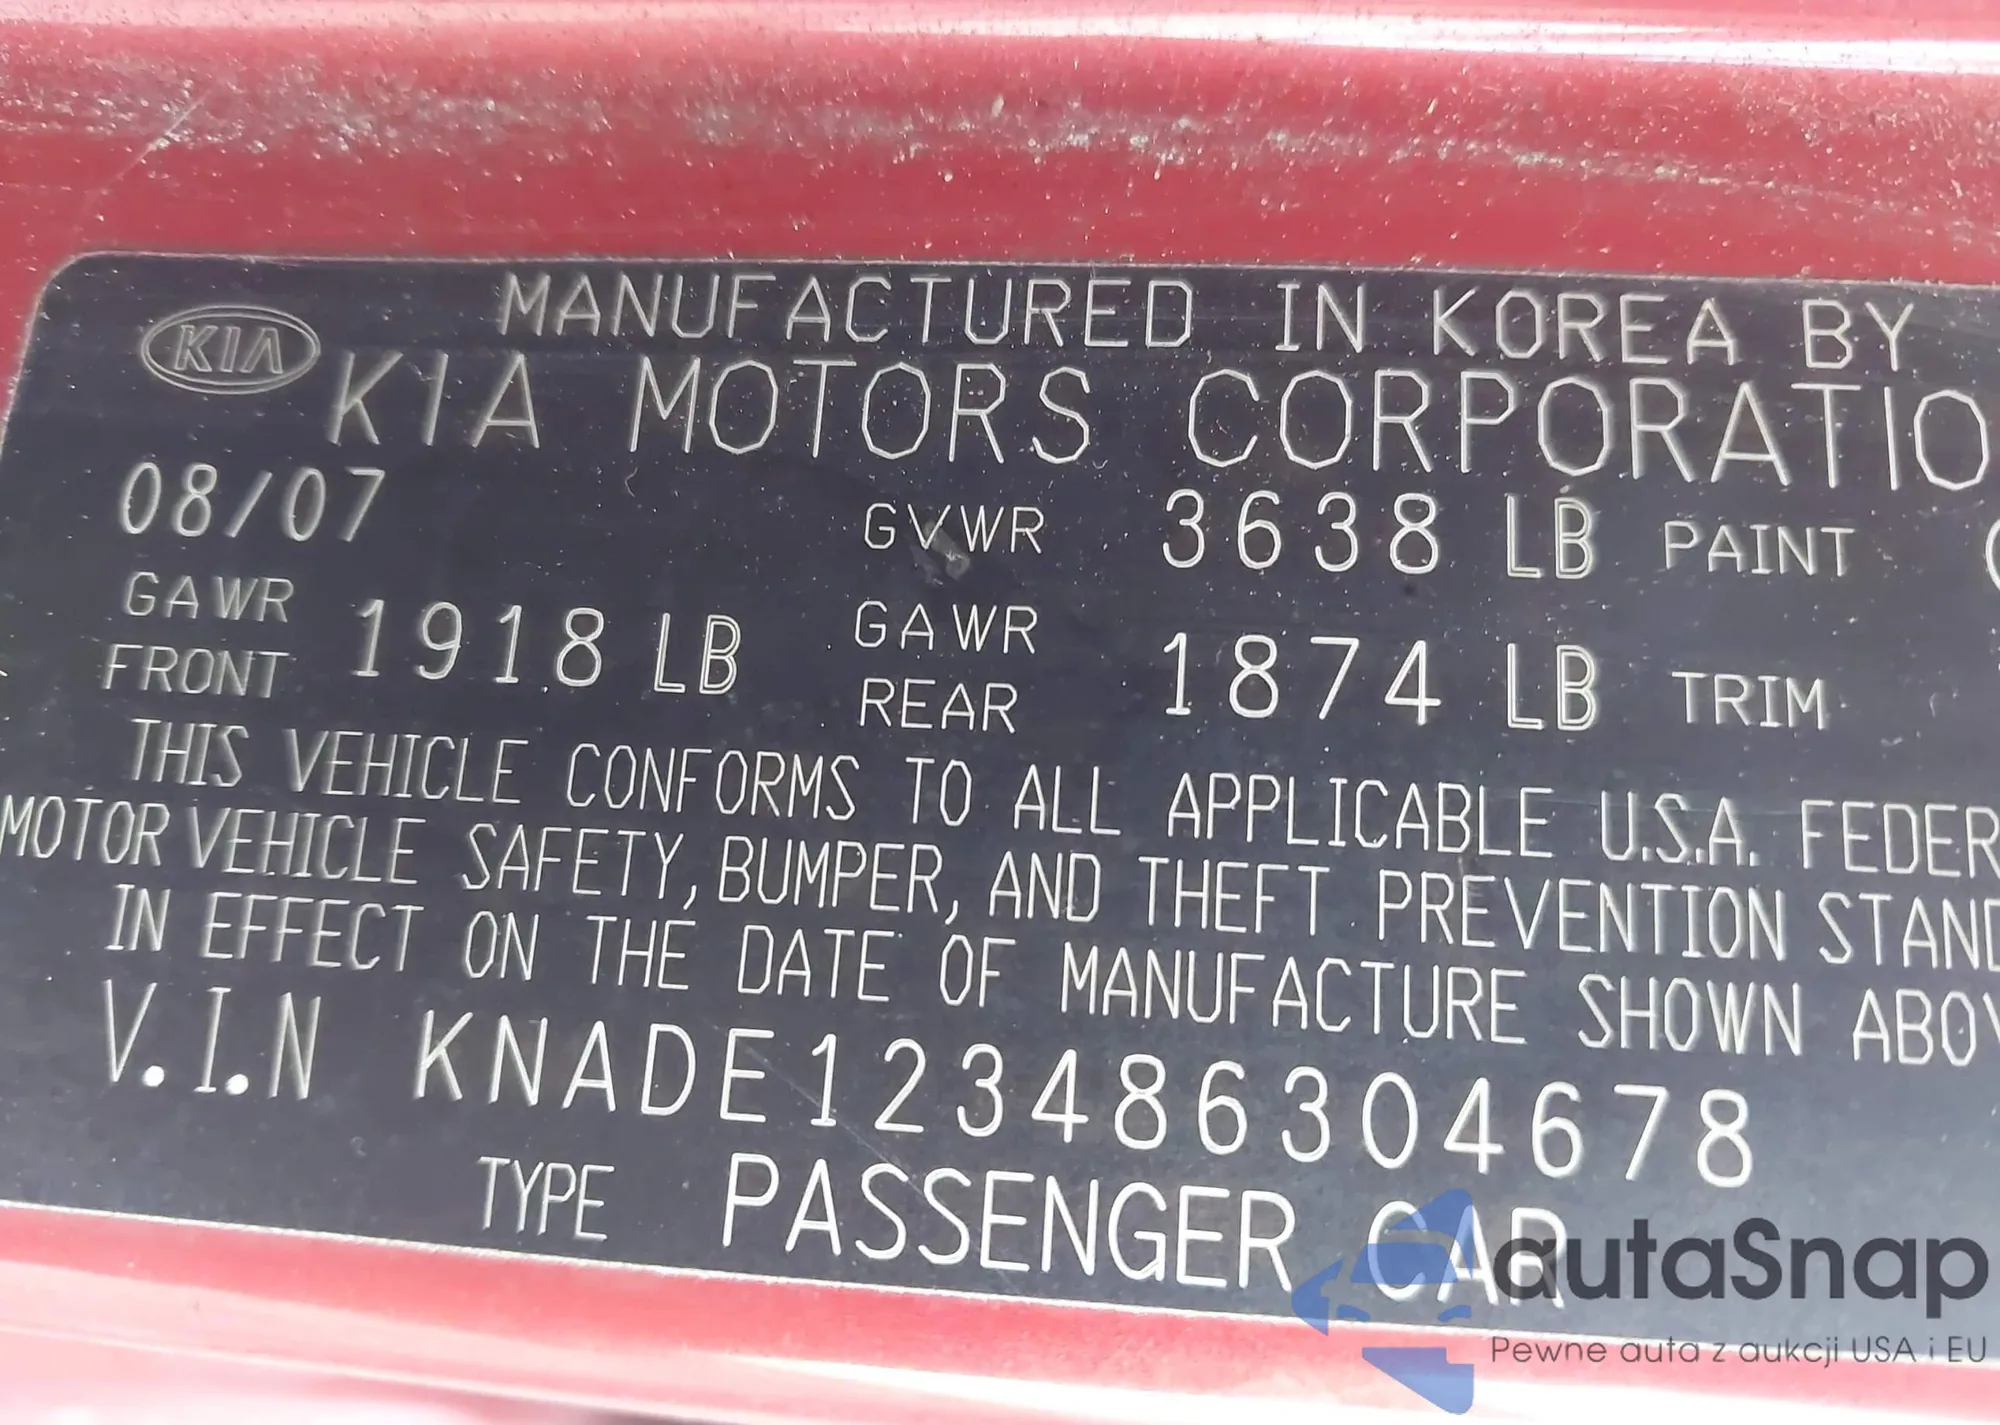 MANUFACTURED IN KOREA BY
KIA KIA MOTORS CORPORATIO
08/07 GVWR 3638 LB PAINT
GAWR FRONT 1918 LB GAWR REAR 1874 LB TRIM
THIS VEHICLE CONFORMS TO ALL APPLICABLE U.S.A. FEDER
MOTOR VEHICLE SAFETY, BUMPER, AND THEFT PREVENTION STAND
IN EFFECT ON THE DATE OF MANUFACTURE SHOWN ABOV
V.I.N KNADE123486304678
TYPE PASSENGER CAR
autaSnap
Pewne auta z aukcji USA i EU